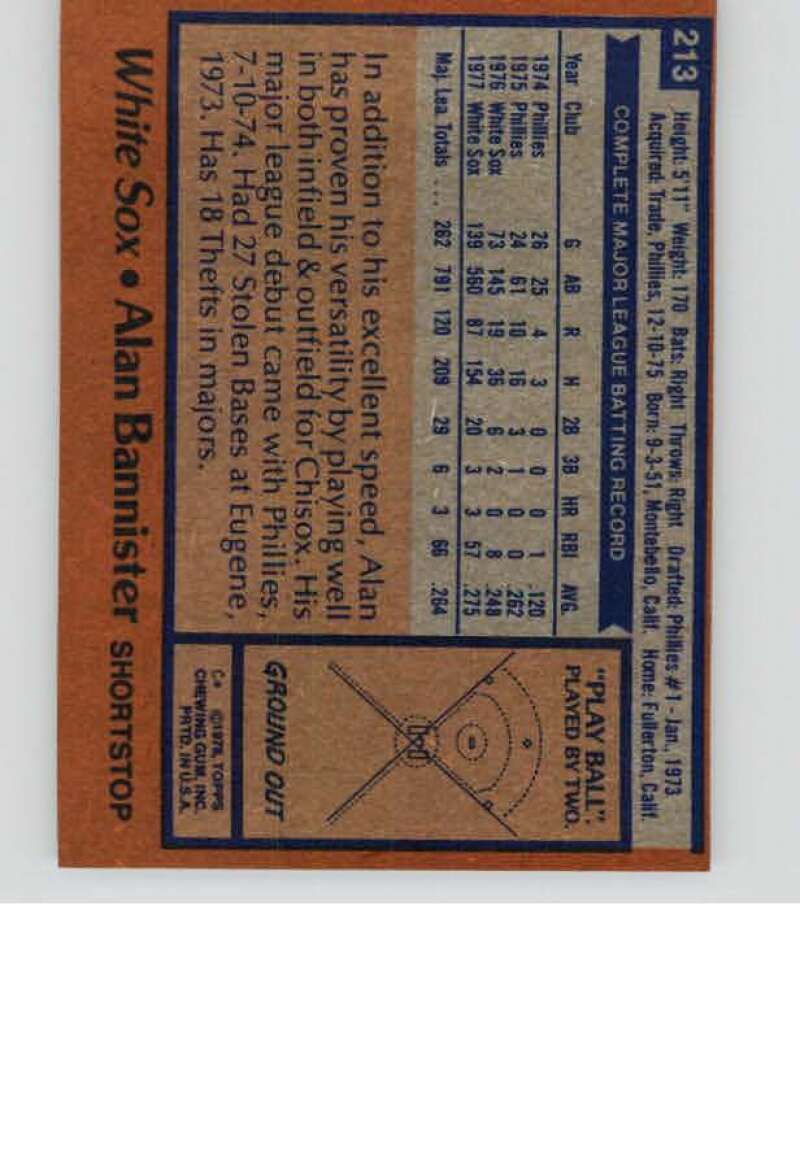 213
Height: 5'11" Weight: 170 Bats: Right Throws: Right Drafted: Phillies #1 - Jan., 1973
Acquired: Trade, Phillies, 12-10-75 Born: 9-3-51, Montebello, Calif. Home: Fullerton, Calif.
COMPLETE MAJOR LEAGUE BATTING RECORD
Year Club G AB R H 2B 3B HR RBI AVG.
1974 Phillies 26 25 4 3 0 0 0 1 .120
1975 Phillies 24 61 10 16 3 1 0 0 .262
1976 White Sox 73 145 19 36 6 2 0 8 .248
1977 White Sox 139 560 87 154 20 3 3 57 .275
Maj. Lea. Totals ... 262 791 120 209 29 6 3 66 .264
In addition to his excellent speed, Alan
has proven his versatility by playing well
in both infield & outfield for Chisox. His
major league debut came with Phillies,
7-10-74. Had 27 Stolen Bases at Eugene,
1973. Has 18 Thefts in majors.
"PLAY BALL".
PLAYED BY TWO.
GROUND OUT
C* ©1978, TOPPS
CHEWING GUM, INC.
PRTD. IN U.S.A.
White Sox • Alan Bannister SHORTSTOP